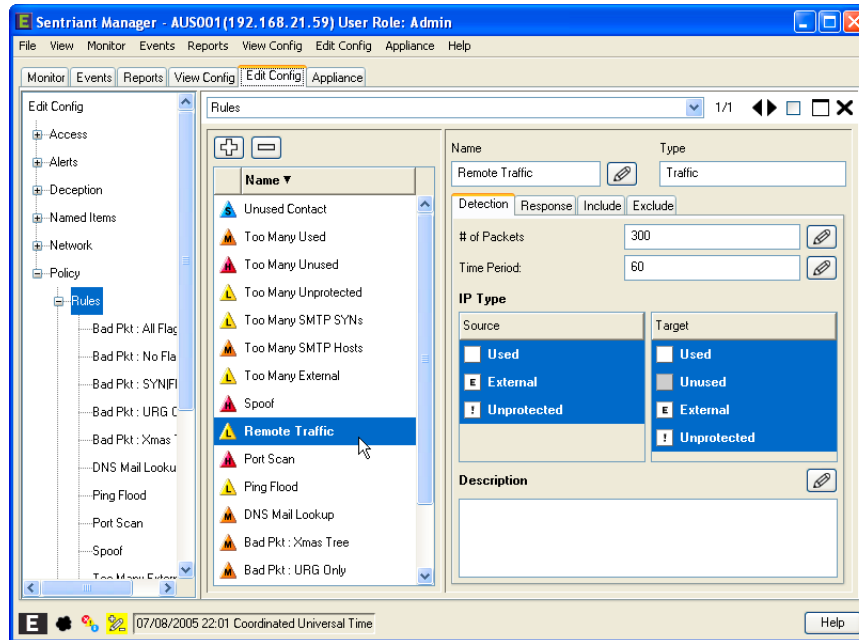 Sentriant Manager - AUS001(192.168.21.59) User Role: Admin
File View Monitor Events Reports View Config Edit Config Appliance Help
Monitor Events Reports View Config Edit Config Appliance
Edit Config
Access
Alerts
Deception
Named Items
Network
Policy
Rules
Bad Pkt : All Flag
Bad Pkt : No Fla
Bad Pkt : SYN|FI
Bad Pkt : URG O
Bad Pkt : Xmas T
DNS Mail Looku
Ping Flood
Port Scan
Spoof
Too Many Extern
Rules
1/1
Name
S Unused Contact
M Too Many Used
H Too Many Unused
L Too Many Unprotected
L Too Many SMTP SYNs
M Too Many SMTP Hosts
L Too Many External
H Spoof
L Remote Traffic
H Port Scan
L Ping Flood
M DNS Mail Lookup
M Bad Pkt : Xmas Tree
M Bad Pkt : URG Only
Name Type
Remote Traffic Traffic
Detection Response Include Exclude
# of Packets 300
Time Period: 60
IP Type
Source
Used
E External
! Unprotected
Target
Used
Unused
E External
! Unprotected
Description
E 07/08/2005 22:01 Coordinated Universal Time
Help